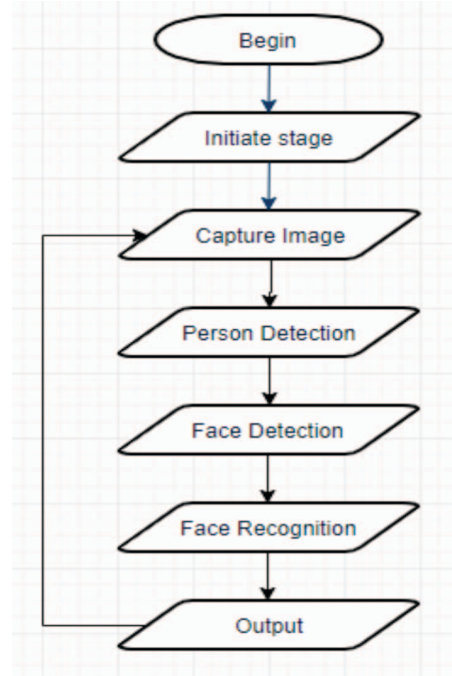 Begin
Initiate stage
Capture Image
Person Detection
Face Detection
Face Recognition
Output